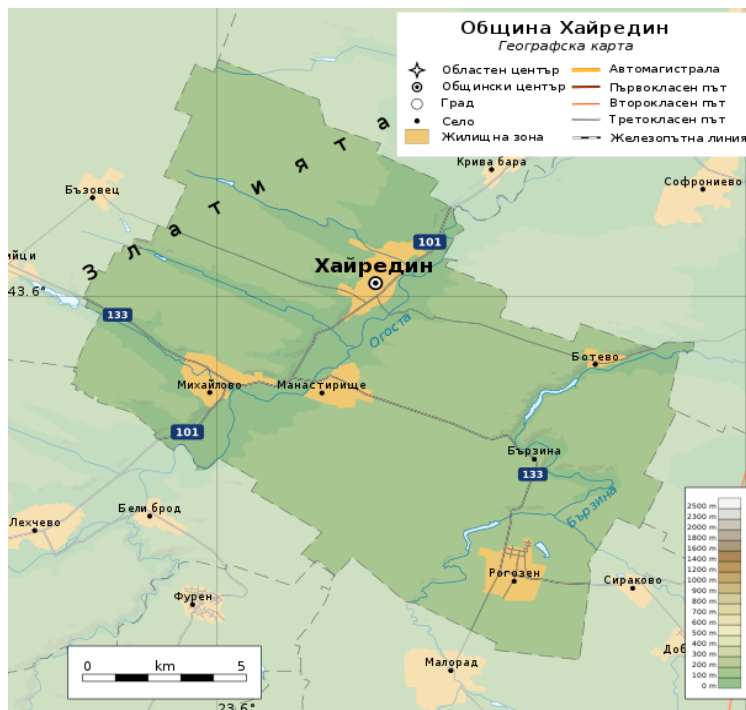 Община Хайредин
Географска карта
Областен център
Общински център
Град
Село
Жилищна зона
Автомагистрала
Първокласен път
Второкласен път
Третокласен път
Железопътна линия
Златията
Крива бара
Софрониево
Бъзовец
ийци
101
Хайредин
43.6°
133
Огоста
Ботево
Михайлово
Манастирище
101
Бързина
133
Бързина
Бели брод
Лехчево
Рогозен
Сираково
Фурен
Малорад
Доб
2500 m
2300 m
2000 m
1800 m
1600 m
1400 m
1200 m
1000 m
900 m
800 m
700 m
600 m
500 m
400 m
300 m
200 m
100 m
0 m
0 km 5
23.6°